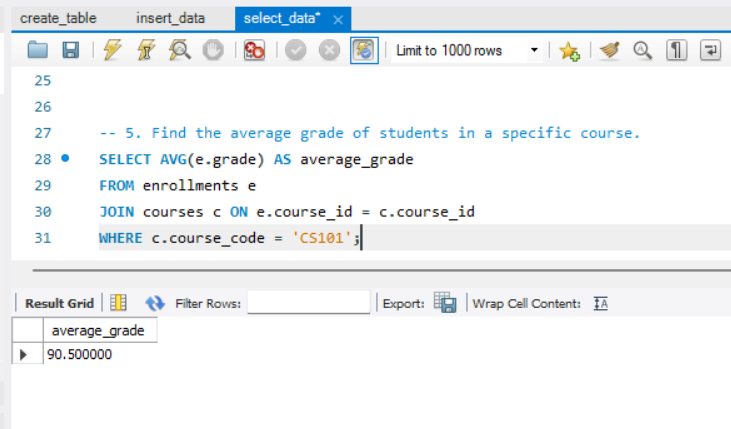 create_table insert_data select_data*
Limit to 1000 rows
25
26
27 -- 5. Find the average grade of students in a specific course.
28 SELECT AVG(e.grade) AS average_grade
29 FROM enrollments e
30 JOIN courses c ON e.course_id = c.course_id
31 WHERE c.course_code = 'CS101';
Result Grid Filter Rows: Export: Wrap Cell Content:
average_grade
90.500000